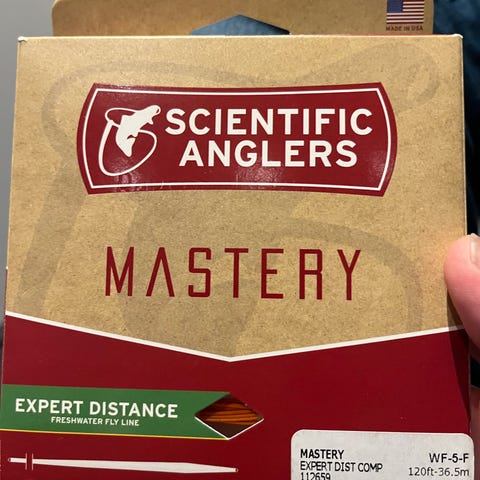 MADE IN USA
SCIENTIFIC
ANGLERS
MASTERY
EXPERT DISTANCE
FRESHWATER FLY LINE
MASTERY WF-5-F
EXPERT DIST COMP 120ft-36.5m
112659